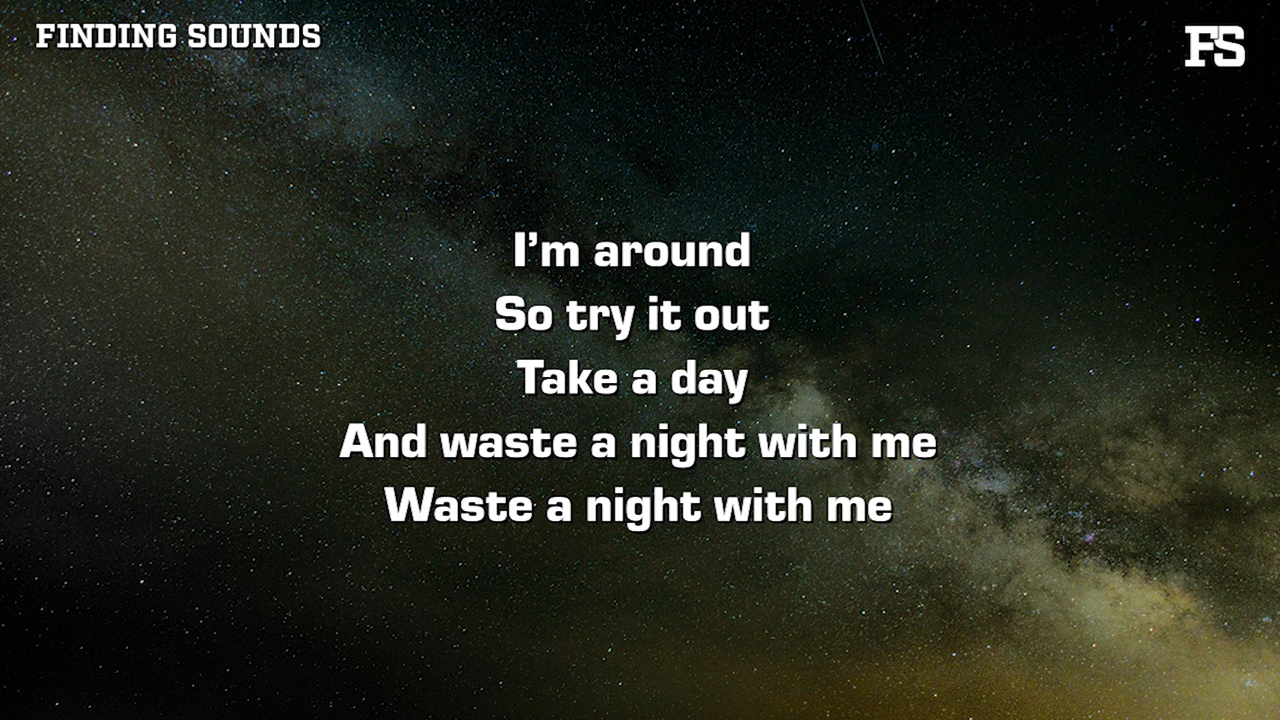 FINDING SOUNDS
FS
I’m around
So try it out
Take a day
And waste a night with me
Waste a night with me